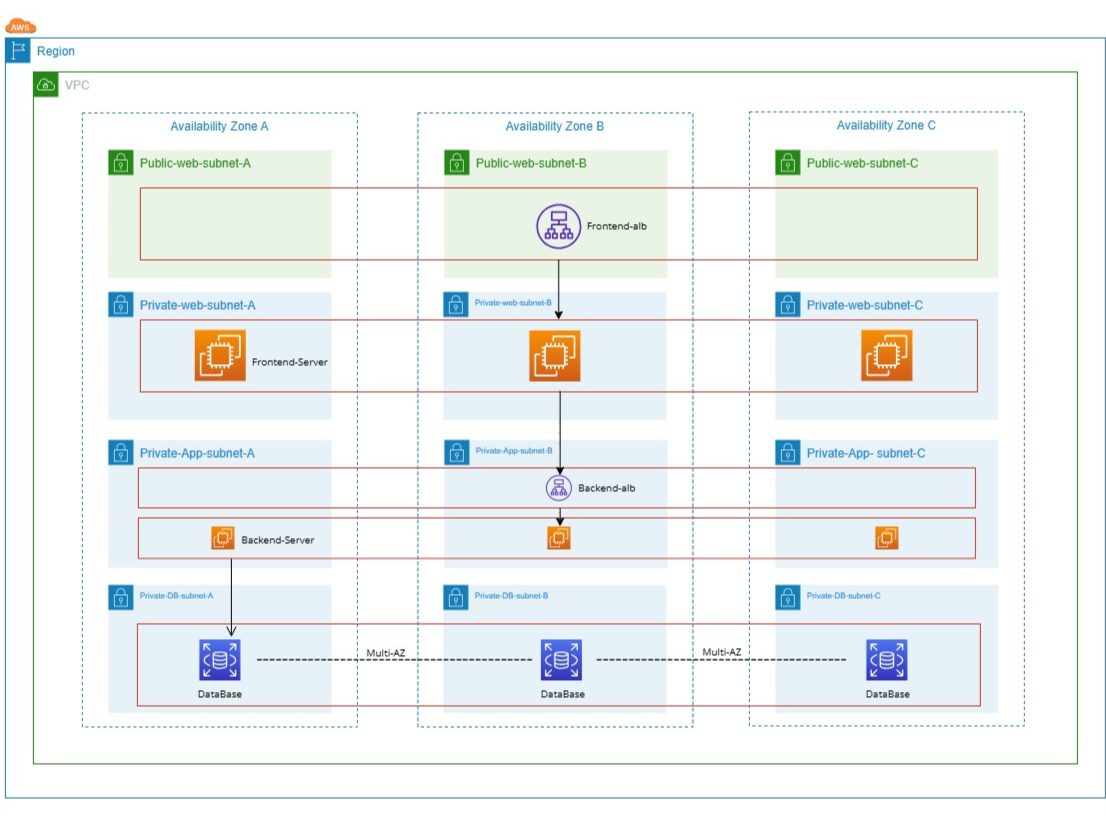 AWS
Region
VPC
Availability Zone A
Availability Zone B
Availability Zone C
Public-web-subnet-A
Public-web-subnet-B
Public-web-subnet-C
Frontend-alb
Private-web-subnet-A
Private-web-subnet-B
Private-web-subnet-C
Frontend-Server
Private-App-subnet-A
Private-App-subnet-B
Private-App- subnet-C
Backend-alb
Backend-Server
Private-DB-subnet-A
Private-DB-subnet-B
Private-DB-subnet-C
Multi-AZ
Multi-AZ
DataBase
DataBase
DataBase